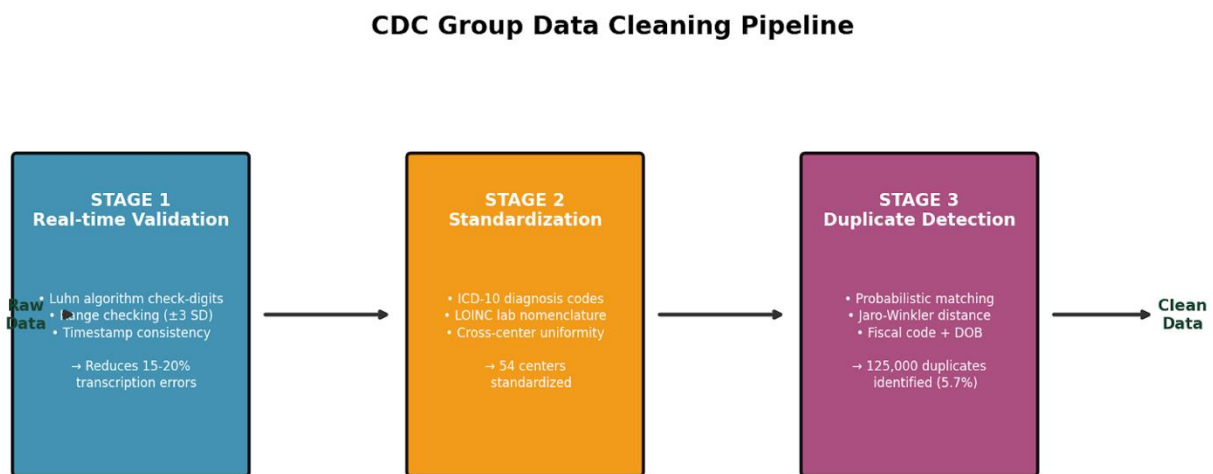 CDC Group Data Cleaning Pipeline
Raw
Data
STAGE 1
Real-time Validation
• Luhn algorithm check-digits
• Range checking (±3 SD)
• Timestamp consistency
→ Reduces 15-20%
transcription errors
STAGE 2
Standardization
• ICD-10 diagnosis codes
• LOINC lab nomenclature
• Cross-center uniformity
→ 54 centers
standardized
STAGE 3
Duplicate Detection
• Probabilistic matching
• Jaro-Winkler distance
• Fiscal code + DOB
→ 125,000 duplicates
identified (5.7%)
Clean
Data